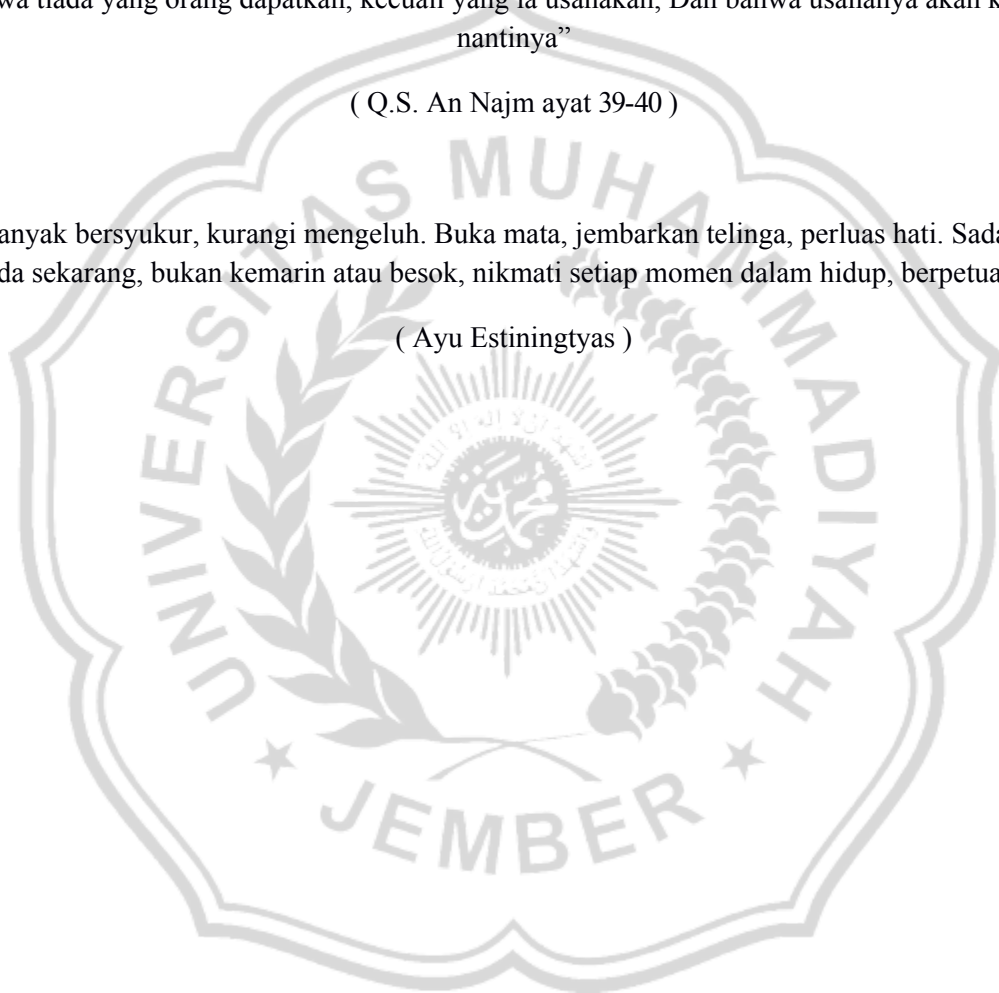 wa tiada yang orang dapatkan, kecuali yang ia usahakan, Dan bahwa usahanya akan k
nantinya”
( Q.S. An Najm ayat 39-40 )
anyak bersyukur, kurangi mengeluh. Buka mata, jembarkan telinga, perluas hati. Sada
da sekarang, bukan kemarin atau besok, nikmati setiap momen dalam hidup, berpetua
( Ayu Estiningtyas )
UNIVERSITAS MUHAMMADIYAH
JEMBER